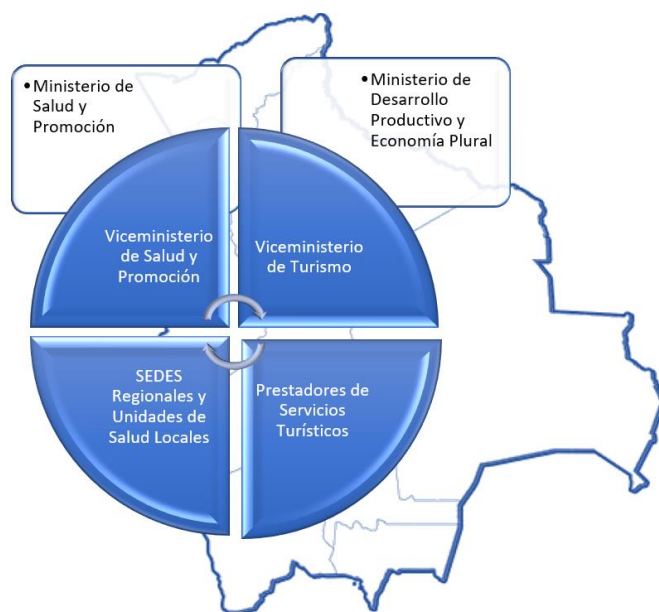 •Ministerio de
Salud y
Promoción
•Ministerio de
Desarrollo
Productivo y
Economía Plural
Viceministerio
de Salud y
Promoción
Viceministerio
de Turismo
SEDES
Regionales y
Unidades de
Salud Locales
Prestadores de
Servicios
Turísticos